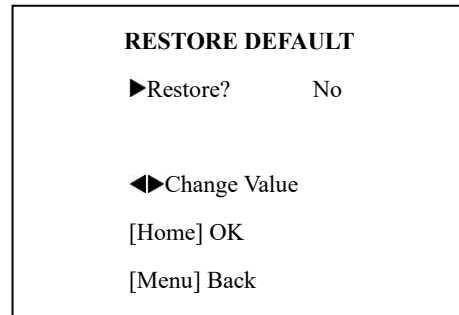 RESTORE DEFAULT
▶Restore? No
◀▶Change Value
[Home] OK
[Menu] Back